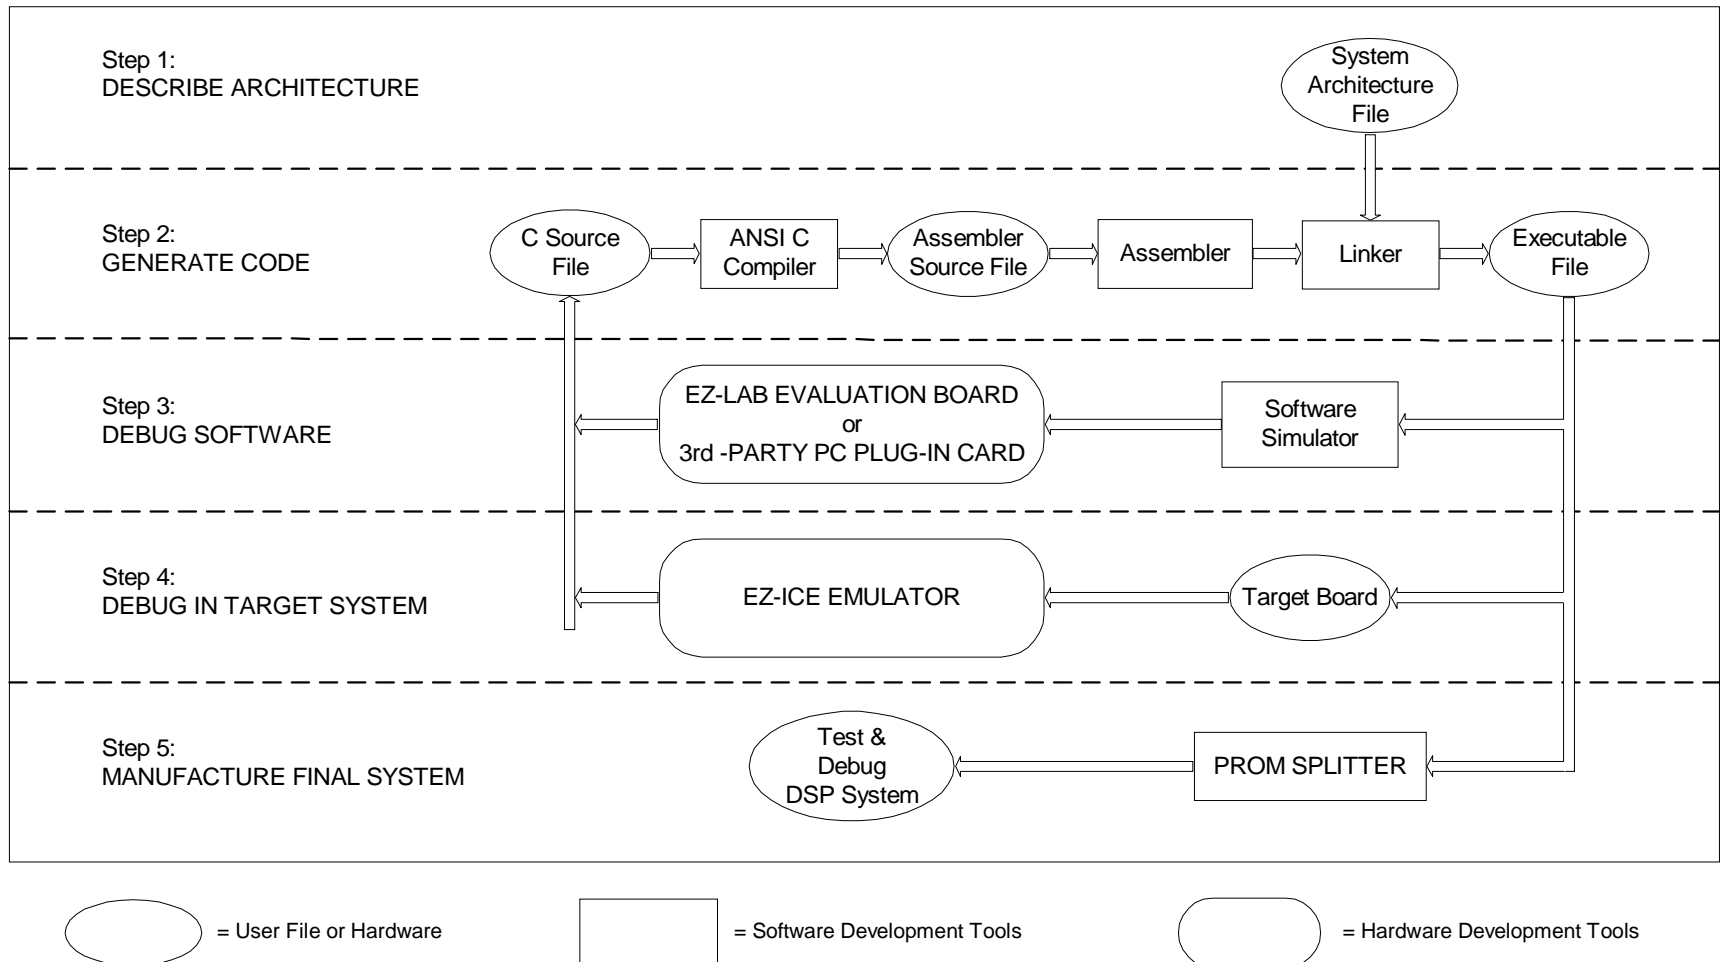 Step 1:
DESCRIBE ARCHITECTURE
System
Architecture
File
Step 2:
GENERATE CODE
C Source
File
ANSI C
Compiler
Assembler
Source File
Assembler
Linker
Executable
File
Step 3:
DEBUG SOFTWARE
EZ-LAB EVALUATION BOARD
or
3rd -PARTY PC PLUG-IN CARD
Software
Simulator
Step 4:
DEBUG IN TARGET SYSTEM
EZ-ICE EMULATOR
Target Board
Step 5:
MANUFACTURE FINAL SYSTEM
Test &
Debug
DSP System
PROM SPLITTER
= User File or Hardware
= Software Development Tools
= Hardware Development Tools